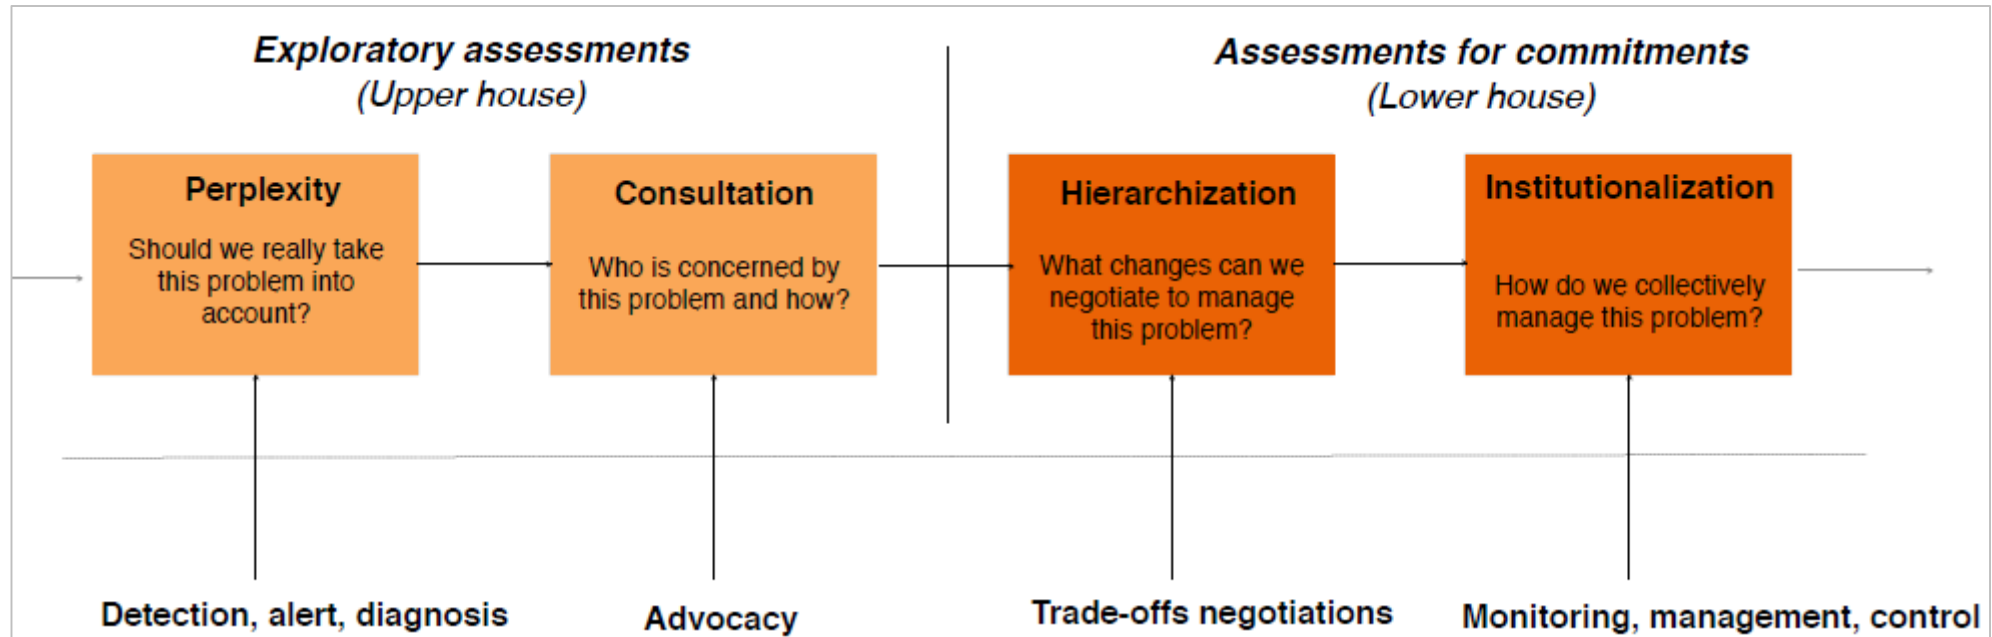 Exploratory assessments
(Upper house)
Assessments for commitments
(Lower house)
Perplexity
Should we really take
this problem into
account?
Consultation
Who is concerned by
this problem and how?
Hierarchization
What changes can we
negotiate to manage
this problem?
Institutionalization
How do we collectively
manage this problem?
Detection, alert, diagnosis
Advocacy
Trade-offs negotiations
Monitoring, management, control